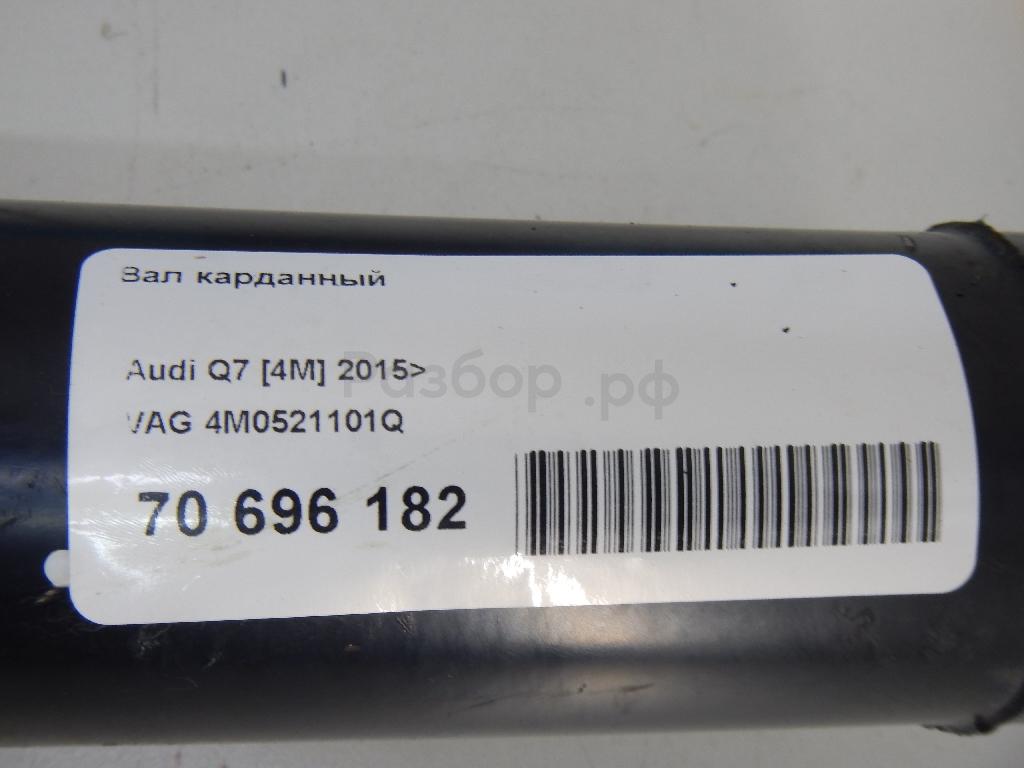 Вал карданный
Audi Q7 [4M] 2015>
Разбор.рф
VAG 4M0521101Q
70 696 182